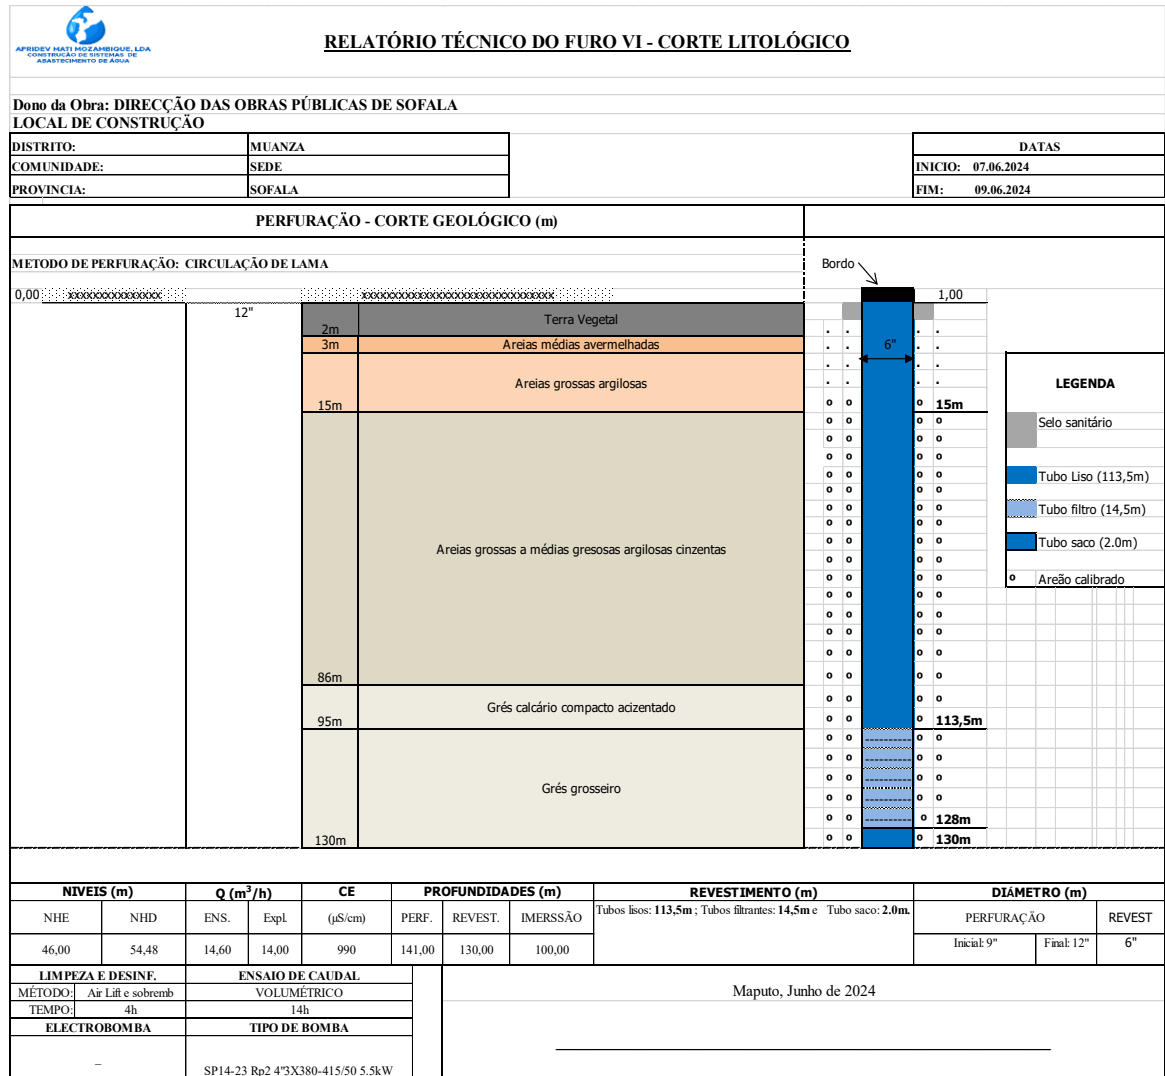 APRIDEV MATI MOZAMBIQUE, LDA
CONSTRUCÃO DE SISTEMAS DE
ABASTECIMENTO DE ÁGUA
RELATÓRIO TÉCNICO DO FURO VI - CORTE LITOLÓGICO
Dono da Obra: DIRECÇÃO DAS OBRAS PÚBLICAS DE SOFALA
LOCAL DE CONSTRUÇÃO
DISTRITO: MUANZA DATAS
COMUNIDADE: SEDE INICIO: 07.06.2024
PROVINCIA: SOFALA FIM: 09.06.2024
PERFURAÇÃO - CORTE GEOLÓGICO (m)
METODO DE PERFURAÇÃO: CIRCULAÇÃO DE LAMA
Bordo
0,00 1,00
12"
Terra Vegetal
2m
3m Areias médias avermelhadas 6"
Areias grossas argilosas
15m 15m
LEGENDA
Selo sanitário
Tubo Liso (113,5m)
Tubo filtro (14,5m)
Tubo saco (2.0m)
o Areão calibrado
Areias grossas a médias gresosas argilosas cinzentas
86m
Grés calcário compacto acizentado
95m 113,5m
Grés grosseiro
128m
130m 130m
NIVEIS (m) Q (m³/h) CE PROFUNDIDADES (m) REVESTIMENTO (m) DIÁMETRO (m)
NHE NHD ENS. Expl. (µS/cm) PERF. REVEST. IMERSSÃO Tubos lisos: 113,5m ; Tubos filtrantes: 14,5m e Tubo saco: 2.0m. PERFURAÇÃO REVEST
46,00 54,48 14,60 14,00 990 141,00 130,00 100,00 Inicial: 9" Final: 12" 6"
LIMPEZA E DESINF. ENSAIO DE CAUDAL
MÉTODO: Air Lift e sobremb VOLUMÉTRICO
TEMPO: 4h 14h
Maputo, Junho de 2024
ELECTROBOMBA TIPO DE BOMBA
– SP14-23 Rp2 4"3X380-415/50 5.5kW